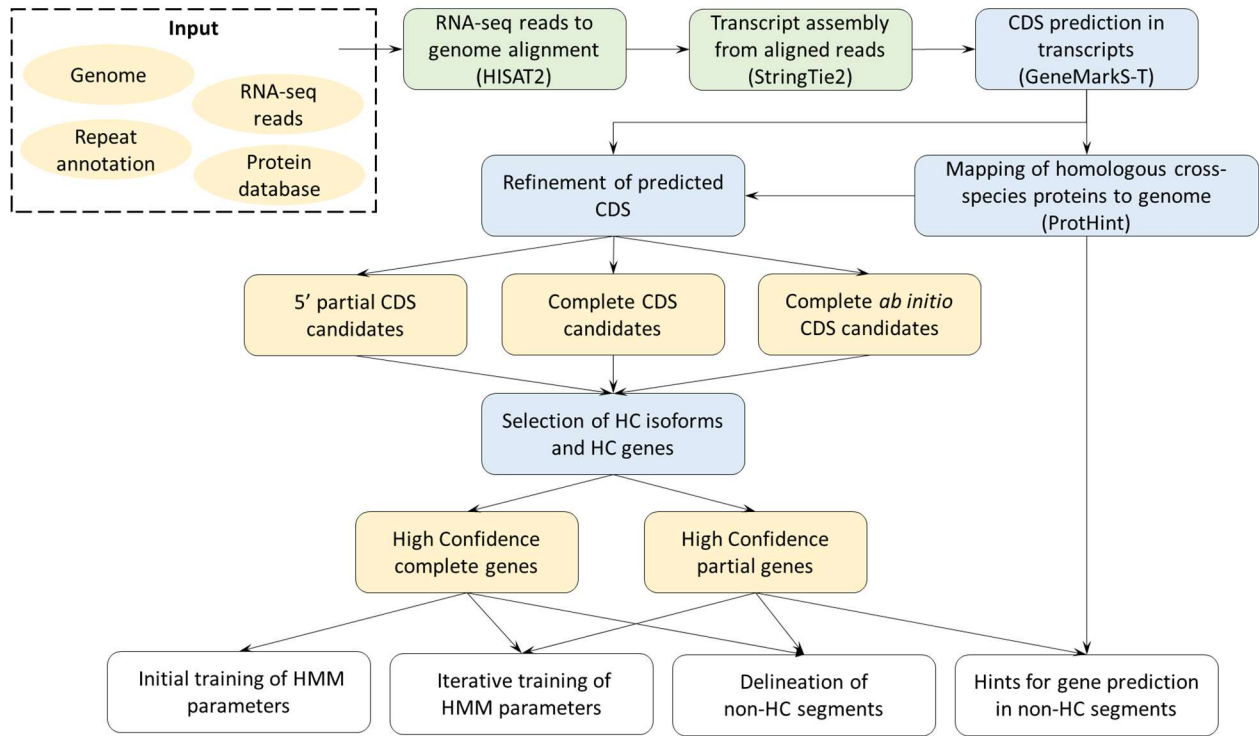 Input
Genome
RNA-seq
reads
Repeat
annotation
Protein
database
RNA-seq reads to
genome alignment
(HISAT2)
Transcript assembly
from aligned reads
(StringTie2)
CDS prediction in
transcripts
(GeneMarkS-T)
Refinement of predicted
CDS
Mapping of homologous cross-
species proteins to genome
(ProtHint)
5’ partial CDS
candidates
Complete CDS
candidates
Complete ab initio
CDS candidates
Selection of HC isoforms
and HC genes
High Confidence
complete genes
High Confidence
partial genes
Initial training of HMM
parameters
Iterative training of
HMM parameters
Delineation of
non-HC segments
Hints for gene prediction
in non-HC segments